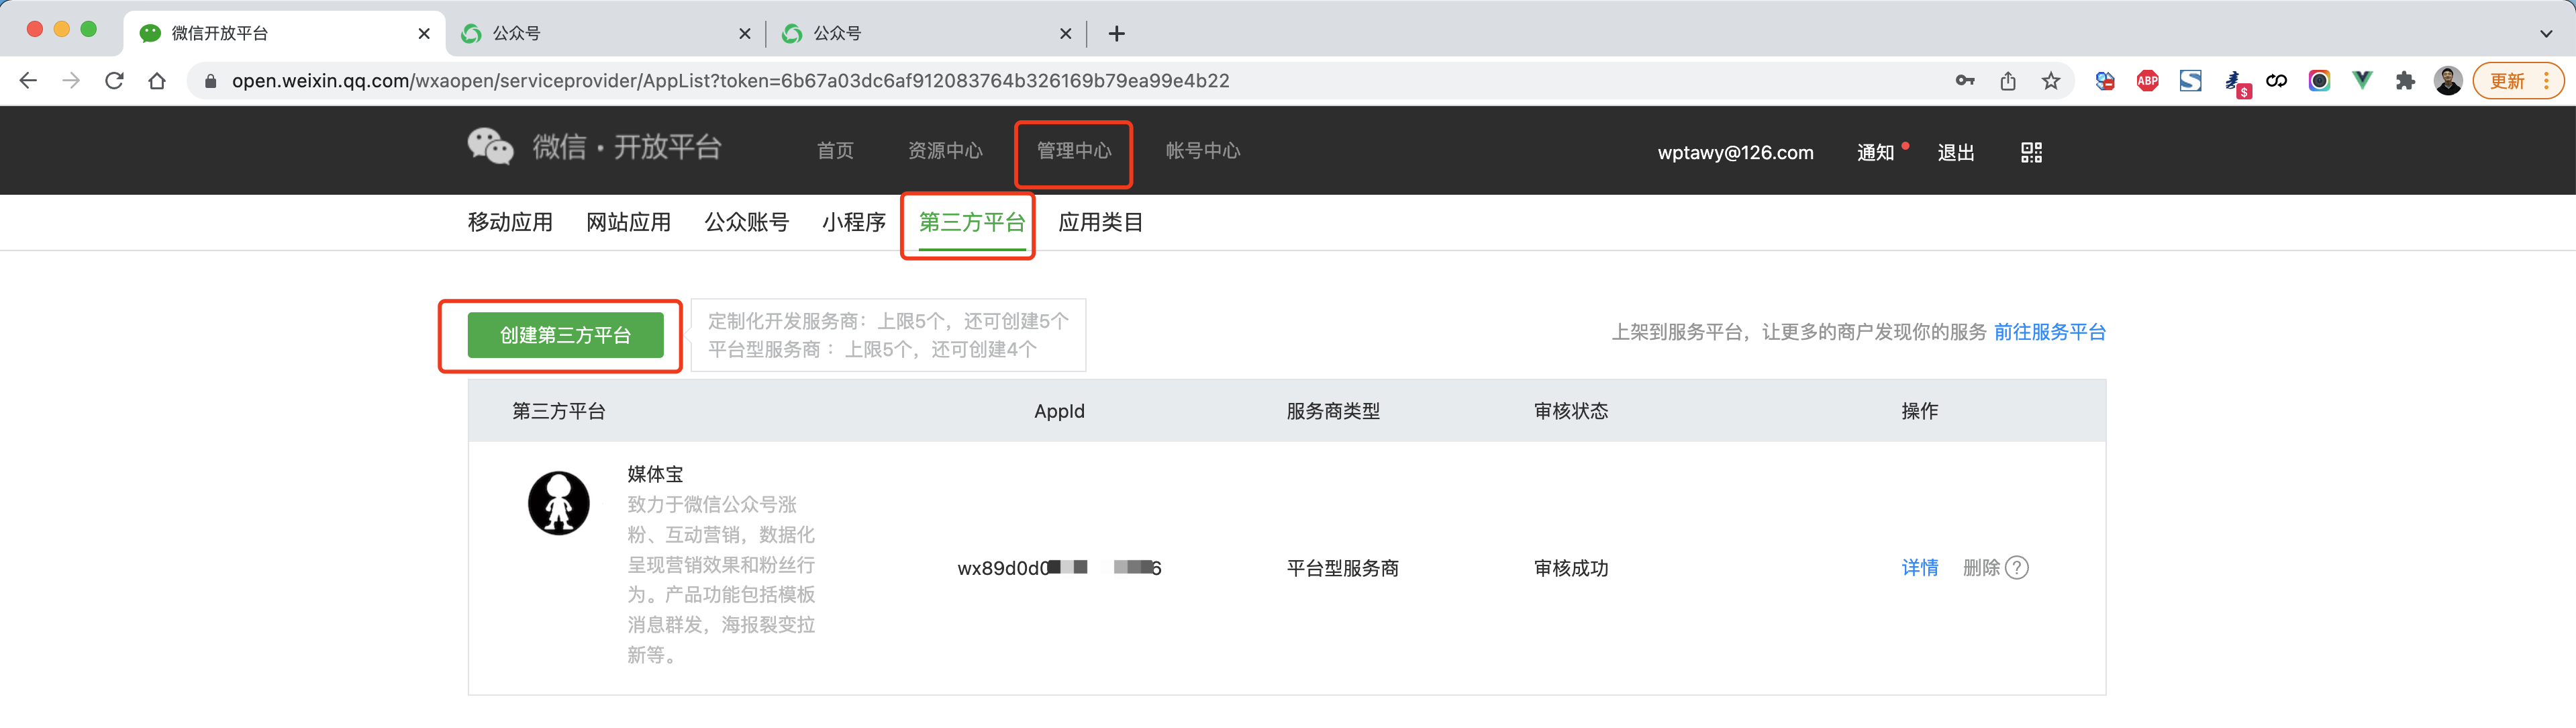 微信开放平台
公众号
公众号
open.weixin.qq.com/wxaopen/serviceprovider/AppList?token=6b67a03dc6af912083764b326169b79ea99e4b22
ABP
$
更新
微信·开放平台
首页
资源中心
管理中心
帐号中心
wptawy@126.com
通知
退出
移动应用
网站应用
公众账号
小程序
第三方平台
应用类目
创建第三方平台
定制化开发服务商：上限5个，还可创建5个
平台型服务商：上限5个，还可创建4个
上架到服务平台，让更多的商户发现你的服务 前往服务平台
第三方平台
AppId
服务商类型
审核状态
操作
媒体宝
致力于微信公众号涨
粉、互动营销，数据化
呈现营销效果和粉丝行
为。产品功能包括模板
消息群发，海报裂变拉
新等。
wx89d0d0
6
平台型服务商
审核成功
详情
删除
?